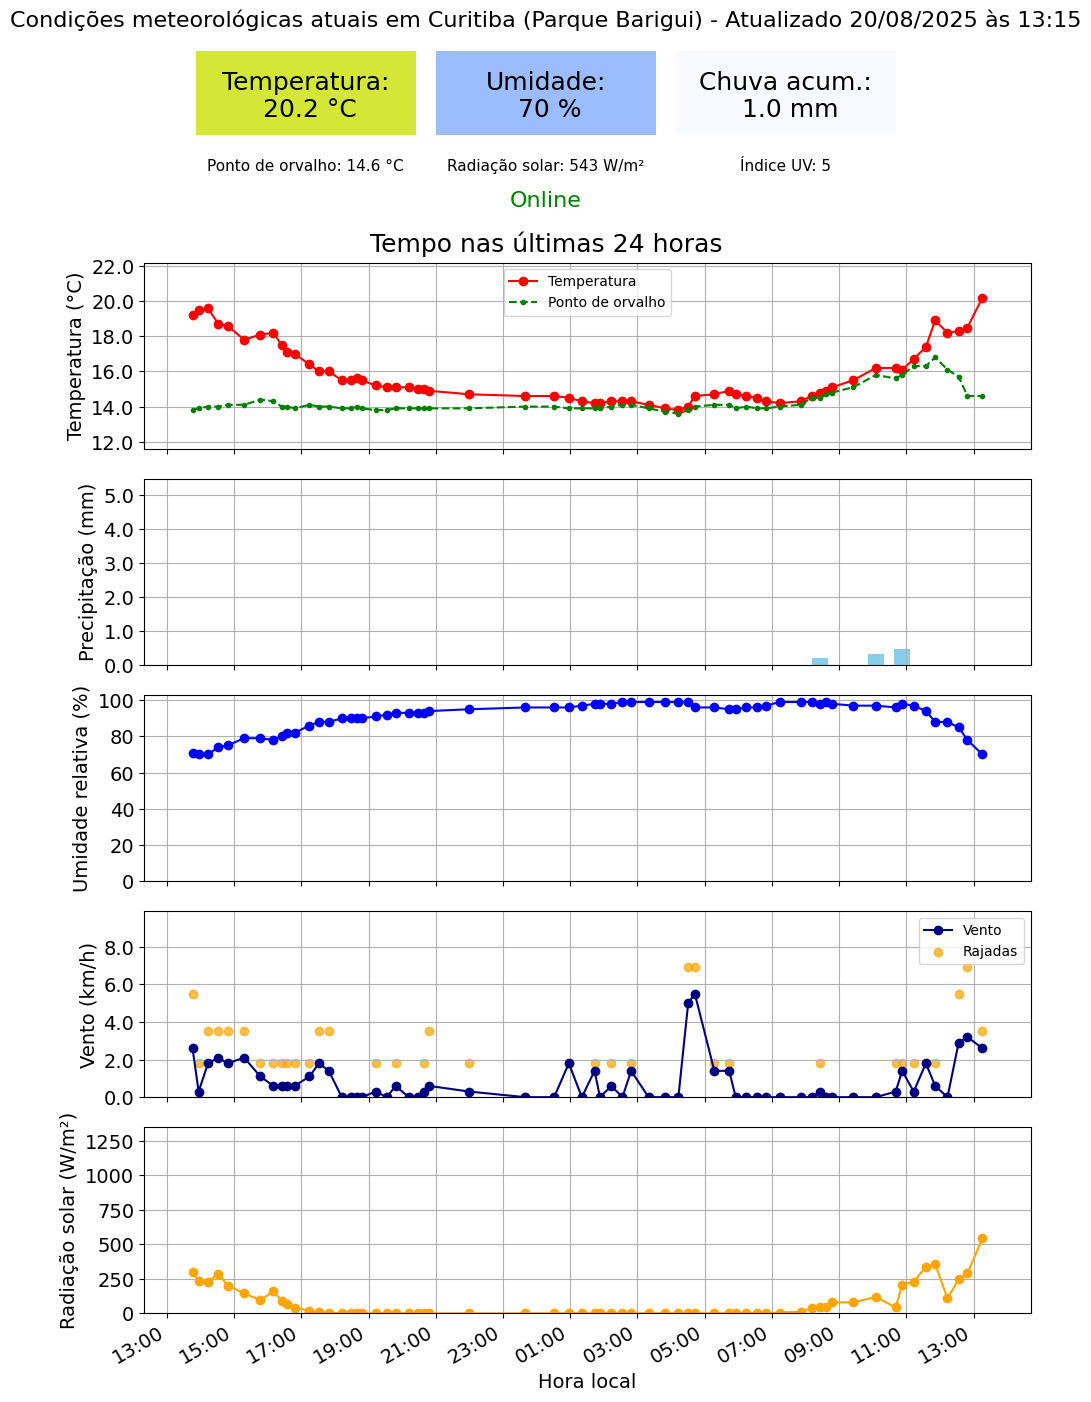 Condições meteorológicas atuais em Curitiba (Parque Barigui) - Atualizado 20/08/2025 às 13:15
Temperatura:
20.2 °C
Umidade:
70 %
Chuva acum.:
1.0 mm
Ponto de orvalho: 14.6 °C
Radiação solar: 543 W/m²
Índice UV: 5
Online
Tempo nas últimas 24 horas
Temperatura (°C)
22.0
20.0
18.0
16.0
14.0
12.0
Temperatura
Ponto de orvalho
Precipitação (mm)
5.0
4.0
3.0
2.0
1.0
0.0
Umidade relativa (%)
100
80
60
40
20
0
Vento (km/h)
8.0
6.0
4.0
2.0
0.0
Vento
Rajadas
Radiação solar (W/m²)
1250
1000
750
500
250
0
13:00
15:00
17:00
19:00
21:00
23:00
01:00
03:00
05:00
07:00
09:00
11:00
13:00
Hora local